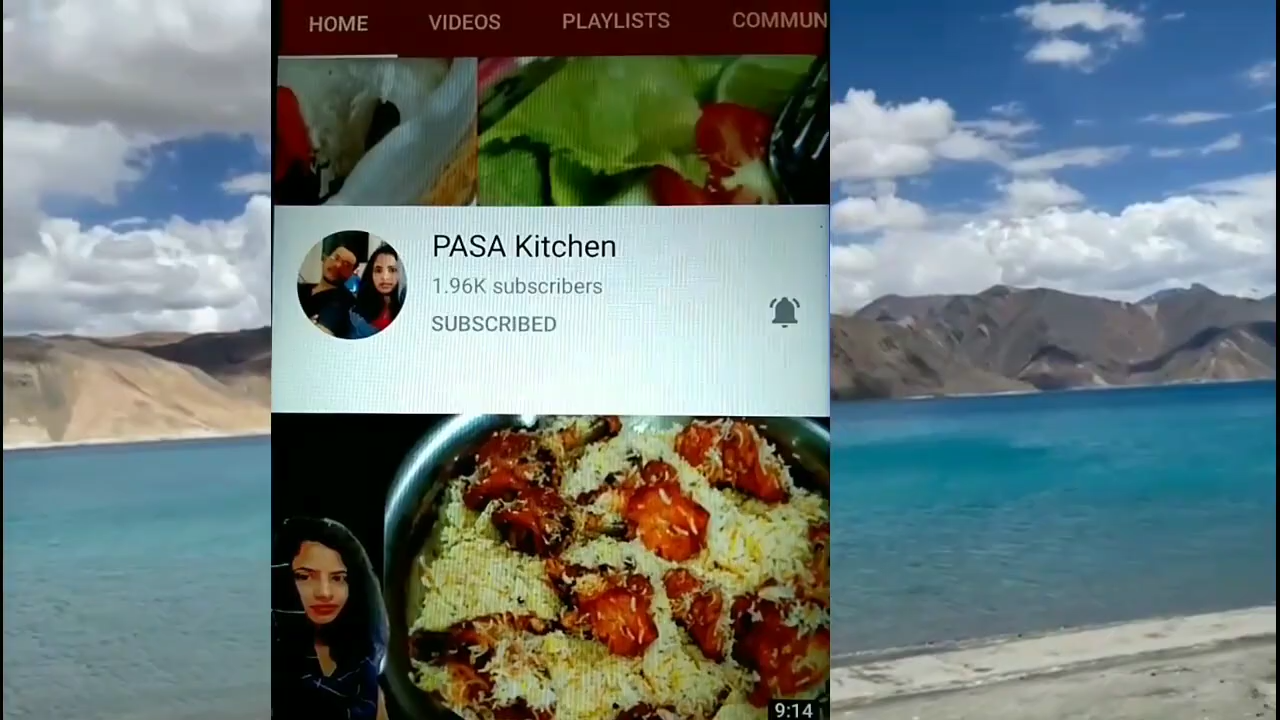 HOME VIDEOS PLAYLISTS COMMUN
PASA Kitchen
1.96K subscribers
SUBSCRIBED
9:14